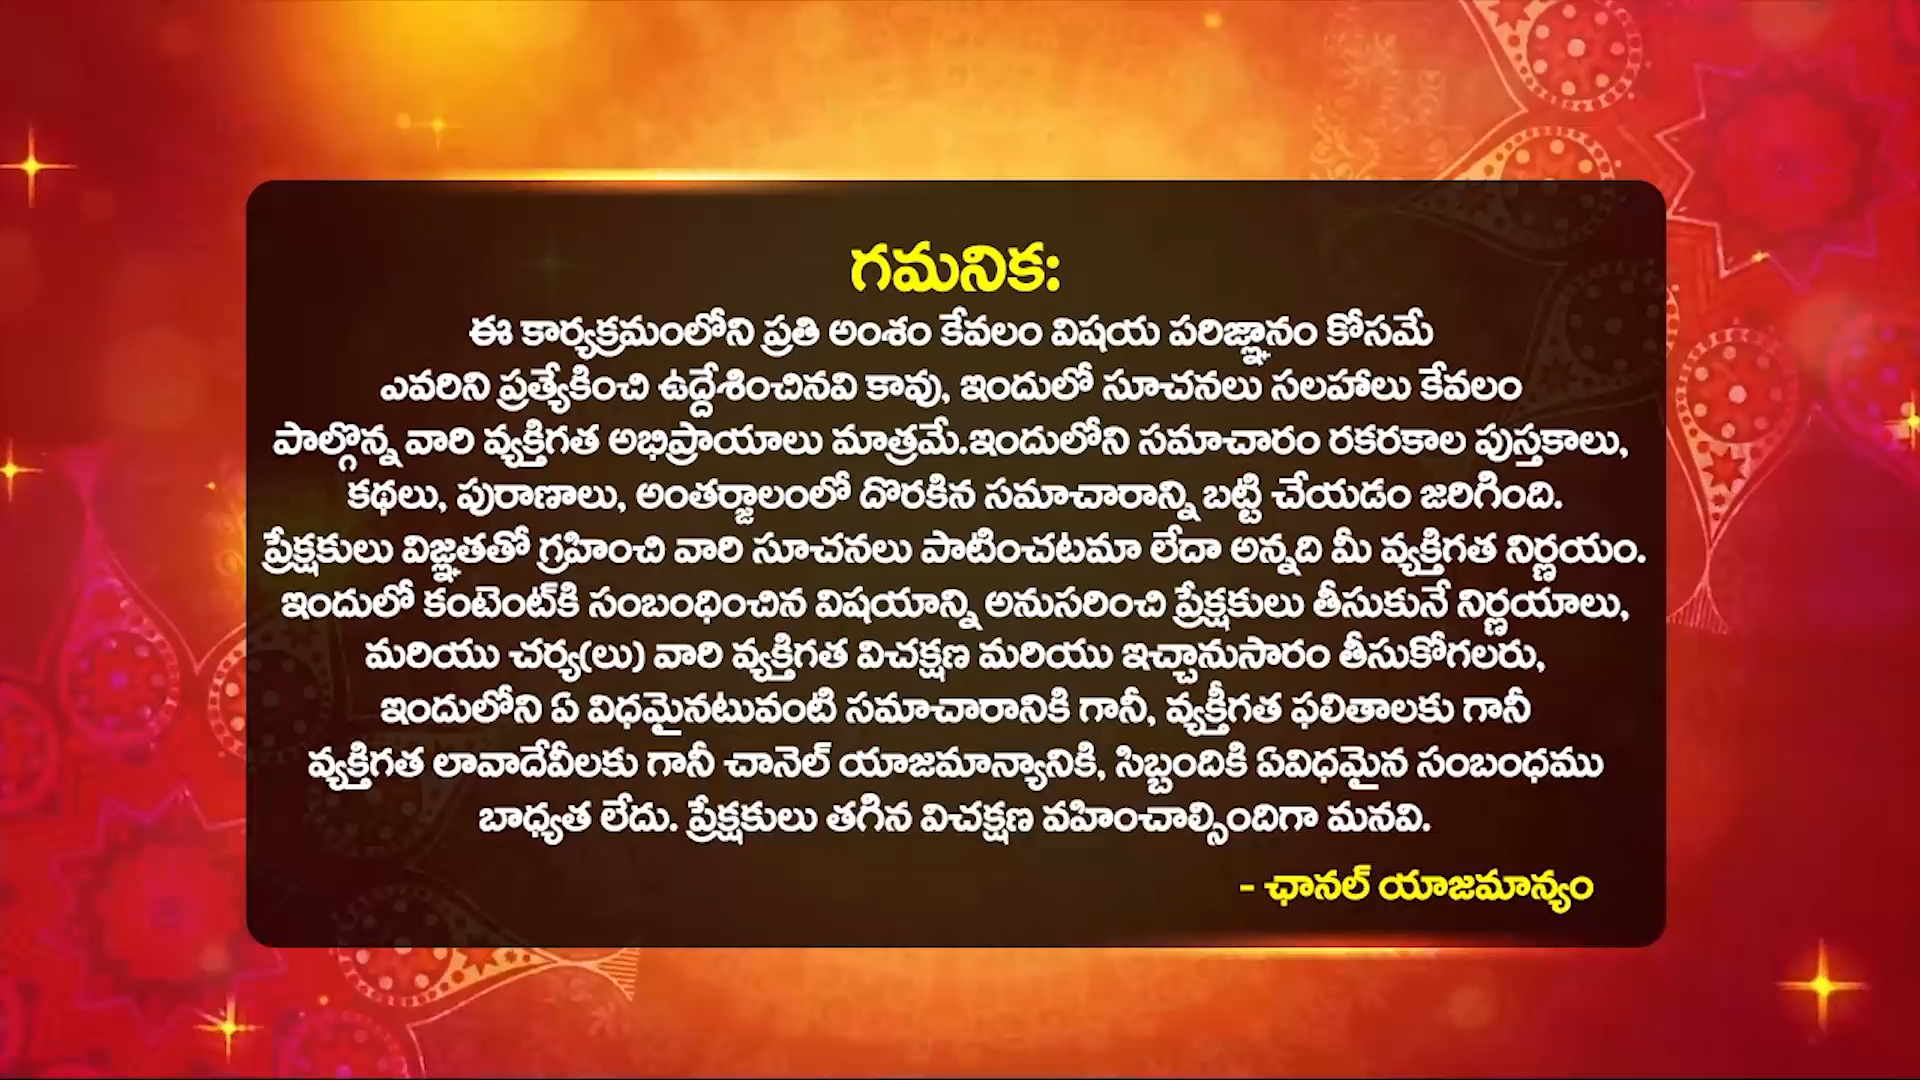 గమనిక:
ఈ కార్యక్రమంలోని ప్రతి అంశం కేవలం విషయ పరిజ్ఞానం కోసమే
ఎవరిని ప్రత్యేకించి ఉద్దేశించినవి కావు, ఇందులో సూచనలు సలహాలు కేవలం
పాల్గొన్న వారి వ్యక్తిగత అభిప్రాయాలు మాత్రమే.ఇందులోని సమాచారం రకరకాల పుస్తకాలు,
కథలు, పురాణాలు, అంతర్జాలంలో దొరకిన సమాచారాన్ని బట్టి చేయడం జరిగింది.
ప్రేక్షకులు విజ్ఞతతో గ్రహించి వారి సూచనలు పాటించటమా లేదా అన్నది మీ వ్యక్తిగత నిర్ణయం.
ఇందులో కంటెంట్‌కి సంబంధించిన విషయాన్ని అనుసరించి ప్రేక్షకులు తీసుకునే నిర్ణయాలు,
మరియు చర్య(లు) వారి వ్యక్తిగత విచక్షణ మరియు ఇచ్చానుసారం తీసుకోగలరు,
ఇందులోని ఏ విధమైనటువంటి సమాచారానికి గానీ, వ్యక్తీగత ఫలితాలకు గానీ
వ్యక్తిగత లావాదేవీలకు గానీ చానెల్ యాజమాన్యానికి, సిబ్బందికి ఏవిధమైన సంబంధము
బాధ్యత లేదు. ప్రేక్షకులు తగిన విచక్షణ వహించాల్సిందిగా మనవి.
- ఛానల్ యాజమాన్యం